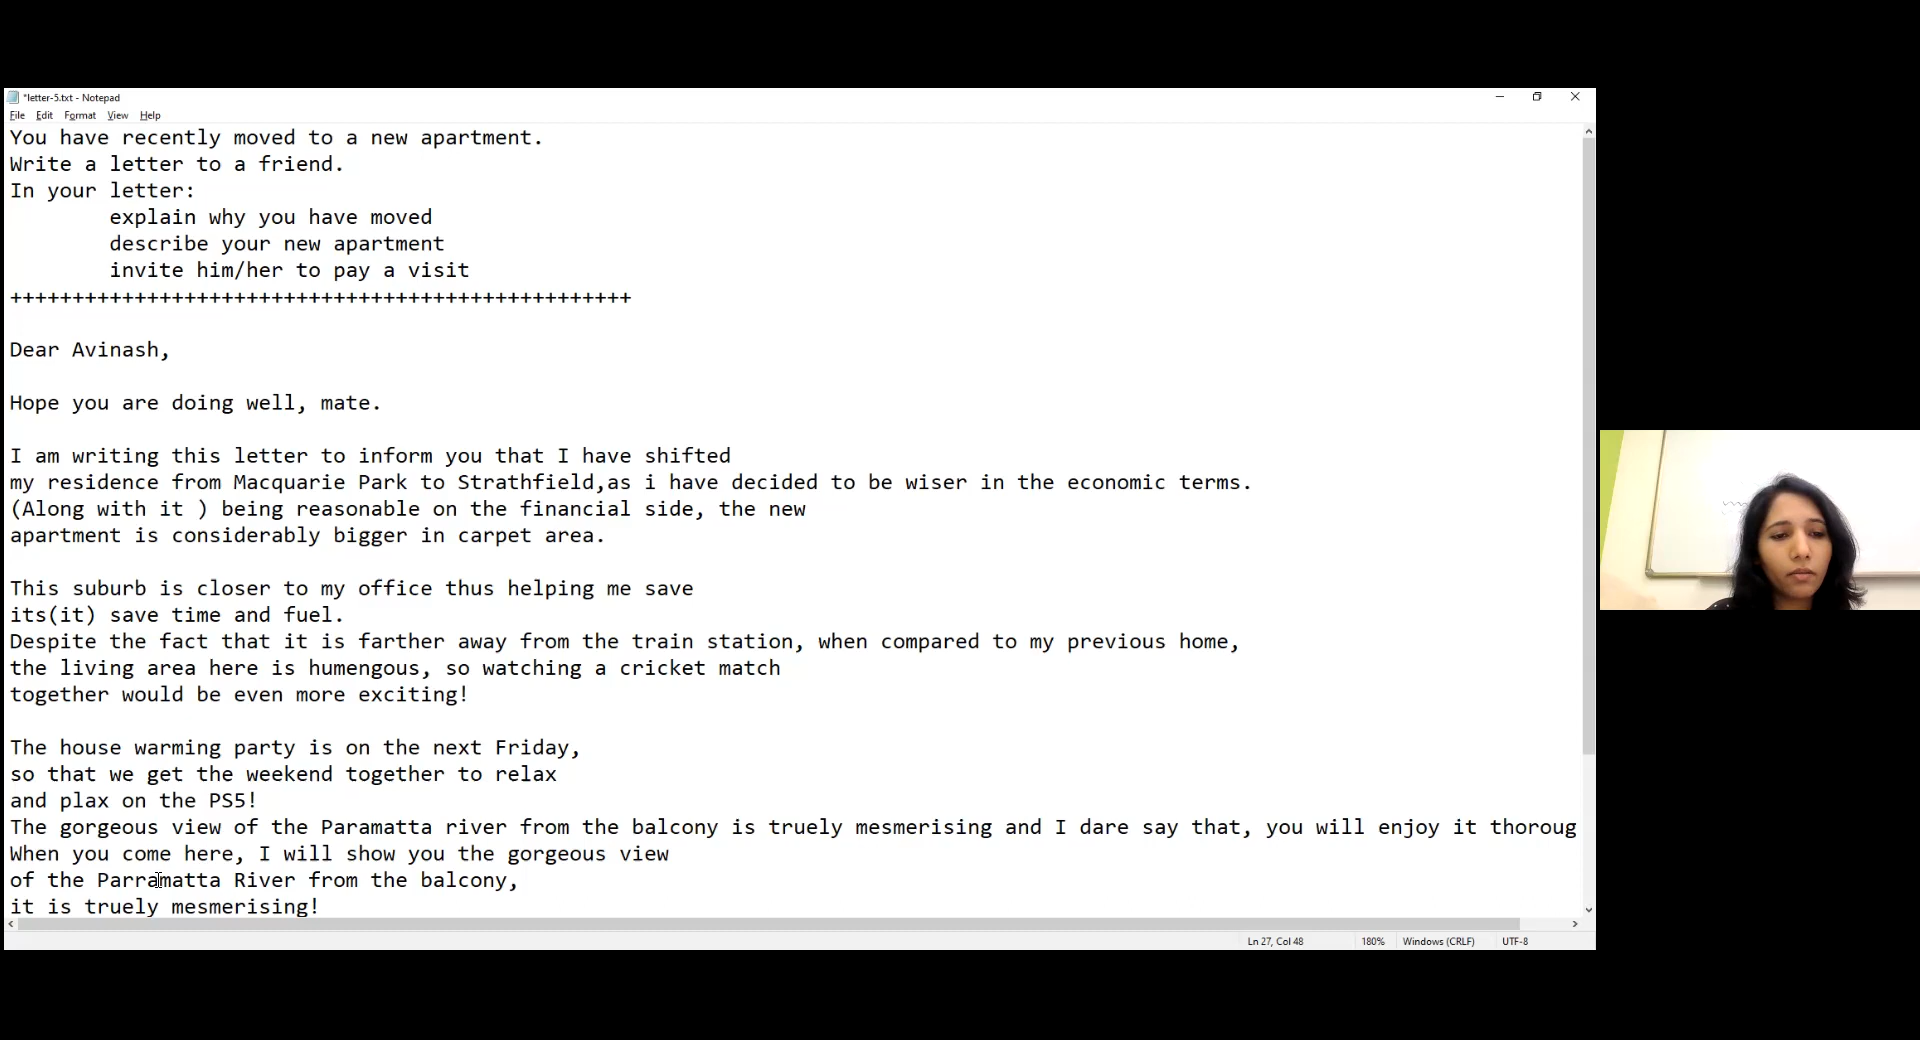 *letter-5.txt - Notepad
File Edit Format View Help
You have recently moved to a new apartment.
Write a letter to a friend.
In your letter:
explain why you have moved
describe your new apartment
invite him/her to pay a visit
++++++++++++++++++++++++++++++++++++++++++++++++++
Dear Avinash,
Hope you are doing well, mate.
I am writing this letter to inform you that I have shifted
my residence from Macquarie Park to Strathfield,as i have decided to be wiser in the economic terms.
(Along with it ) being reasonable on the financial side, the new
apartment is considerably bigger in carpet area.
This suburb is closer to my office thus helping me save
its(it) save time and fuel.
Despite the fact that it is farther away from the train station, when compared to my previous home,
the living area here is humengous, so watching a cricket match
together would be even more exciting!
The house warming party is on the next Friday,
so that we get the weekend together to relax
and plax on the PS5!
The gorgeous view of the Paramatta river from the balcony is truely mesmerising and I dare say that, you will enjoy it thoroug
When you come here, I will show you the gorgeous view
of the Parramatta River from the balcony,
it is truely mesmerising!
Ln 27, Col 48 180% Windows (CRLF) UTF-8